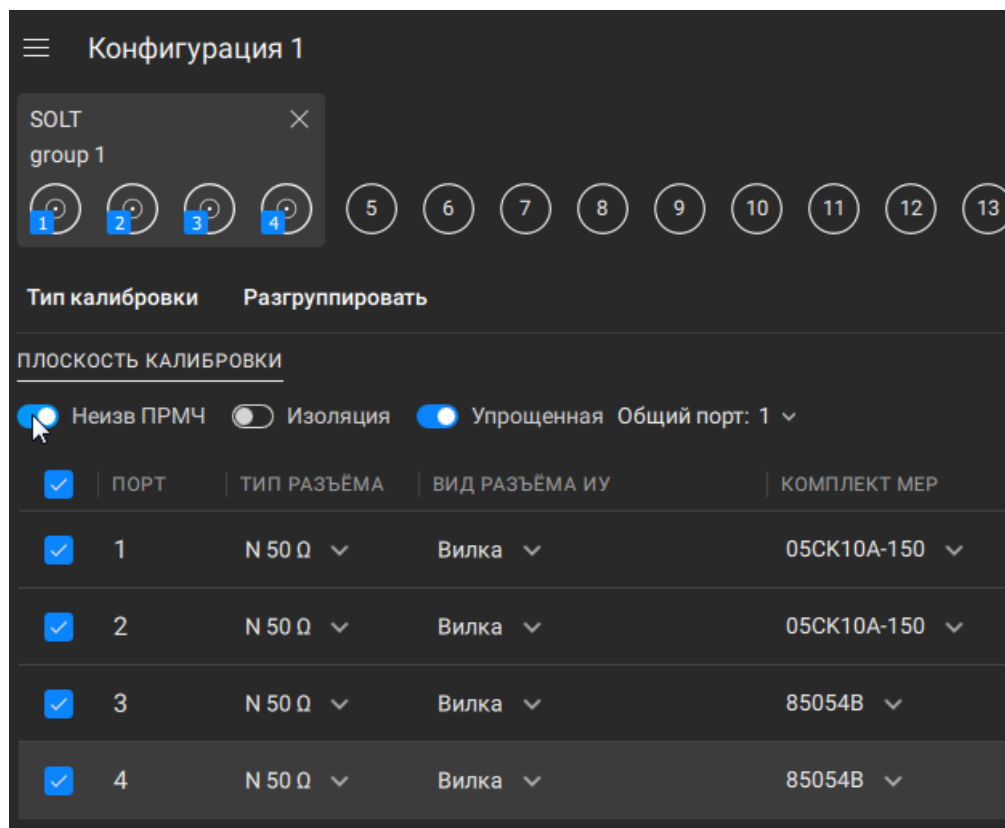 Конфигурация 1
SOLT
group 1
1 2 3 4 5 6 7 8 9 10 11 12 13
Тип калибровки Разгруппировать
ПЛОСКОСТЬ КАЛИБРОВКИ
Неизв ПРМЧ Изоляция Упрощенная Общий порт: 1
ПОРТ ТИП РАЗЪЁМА ВИД РАЗЪЁМА ИУ КОМПЛЕКТ МЕР
1 N 50 Ω Вилка 05CK10A-150
2 N 50 Ω Вилка 05CK10A-150
3 N 50 Ω Вилка 85054B
4 N 50 Ω Вилка 85054B